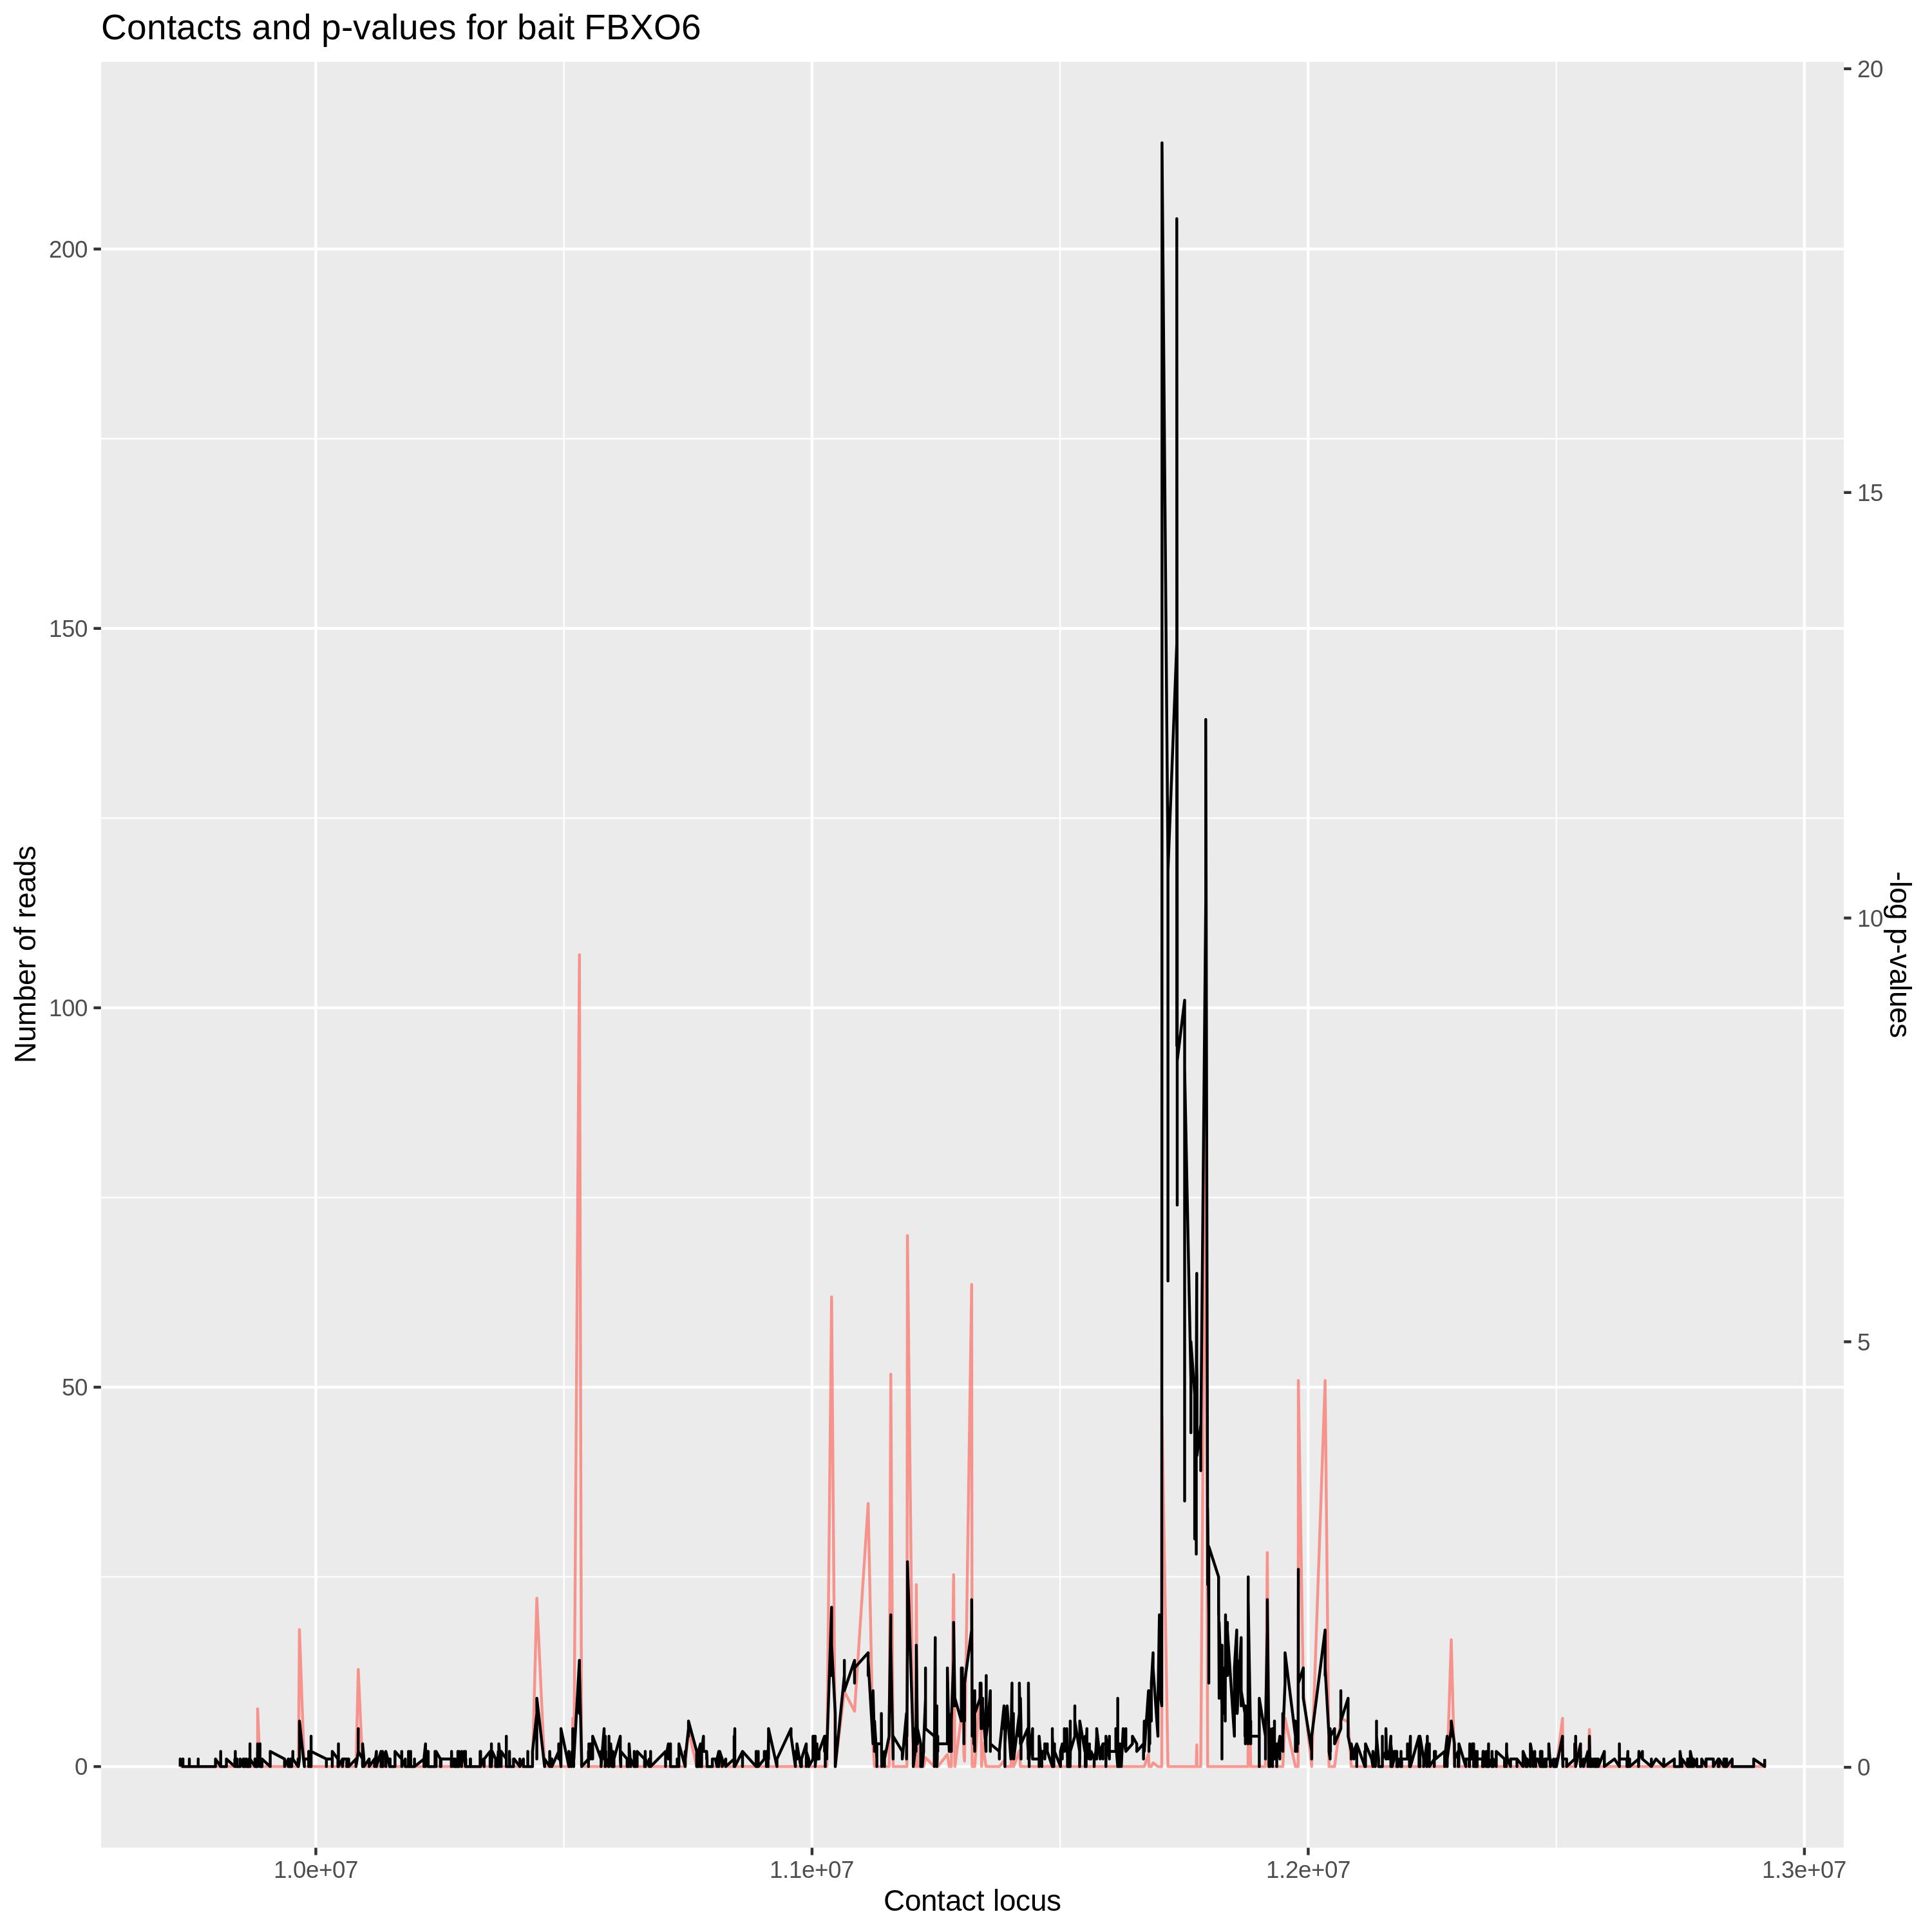 Contacts and p-values for bait FBXO6
Number of reads
200
150
100
50
0
20
15
10
5
0
-log p-values
1.0e+07
1.1e+07
1.2e+07
1.3e+07
Contact locus